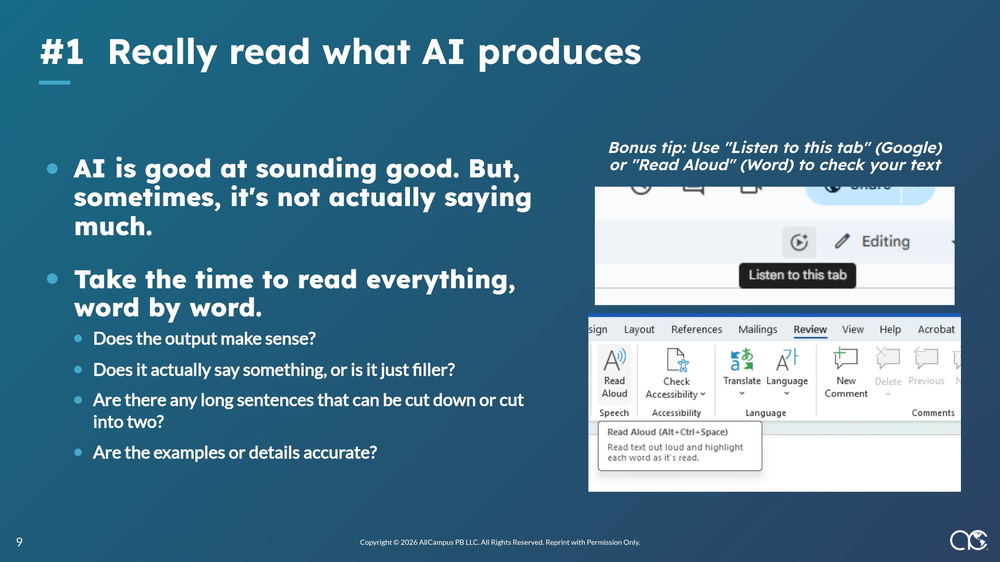 #1 Really read what AI produces
AI is good at sounding good. But,
sometimes, it's not actually saying
much.
Take the time to read everything,
word by word.
Does the output make sense?
Does it actually say something, or is it just filler?
Are there any long sentences that can be cut down or cut
into two?
Are the examples or details accurate?
Bonus tip: Use "Listen to this tab" (Google)
or "Read Aloud" (Word) to check your text
Share
Editing
Listen to this tab
sign Layout References Mailings Review View Help Acrobat
Read
Aloud
Check
Accessibility
Translate
Language
New
Comment
Delete
Previous
N
Speech
Accessibility
Language
Comments
Read Aloud (Alt+Ctrl+Space)
Read text out loud and highlight
each word as it's read.
9
Copyright © 2026 AllCampus PB LLC. All Rights Reserved. Reprint with Permission Only.